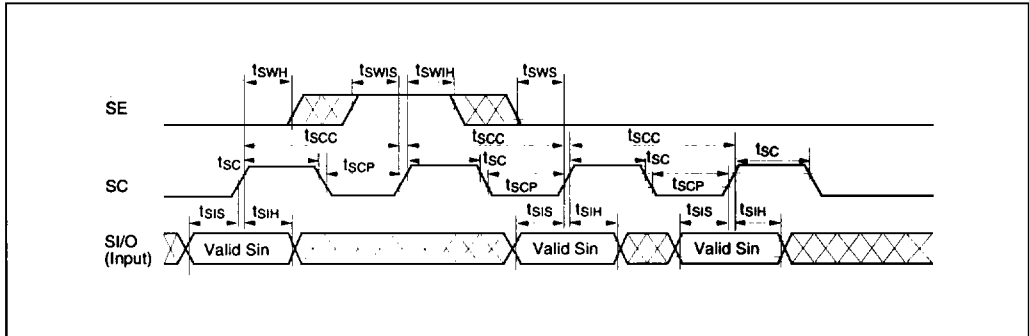 tSWH tSWIS tSWIH tSWS
SE
tSCC tSCC tSCC
tSC tSCP tSC tSCP tSC tSCP tSC
SC
tSIS tSIH tSIS tSIH tSIS tSIH
SI/O
(Input)
Valid Sin Valid Sin Valid Sin